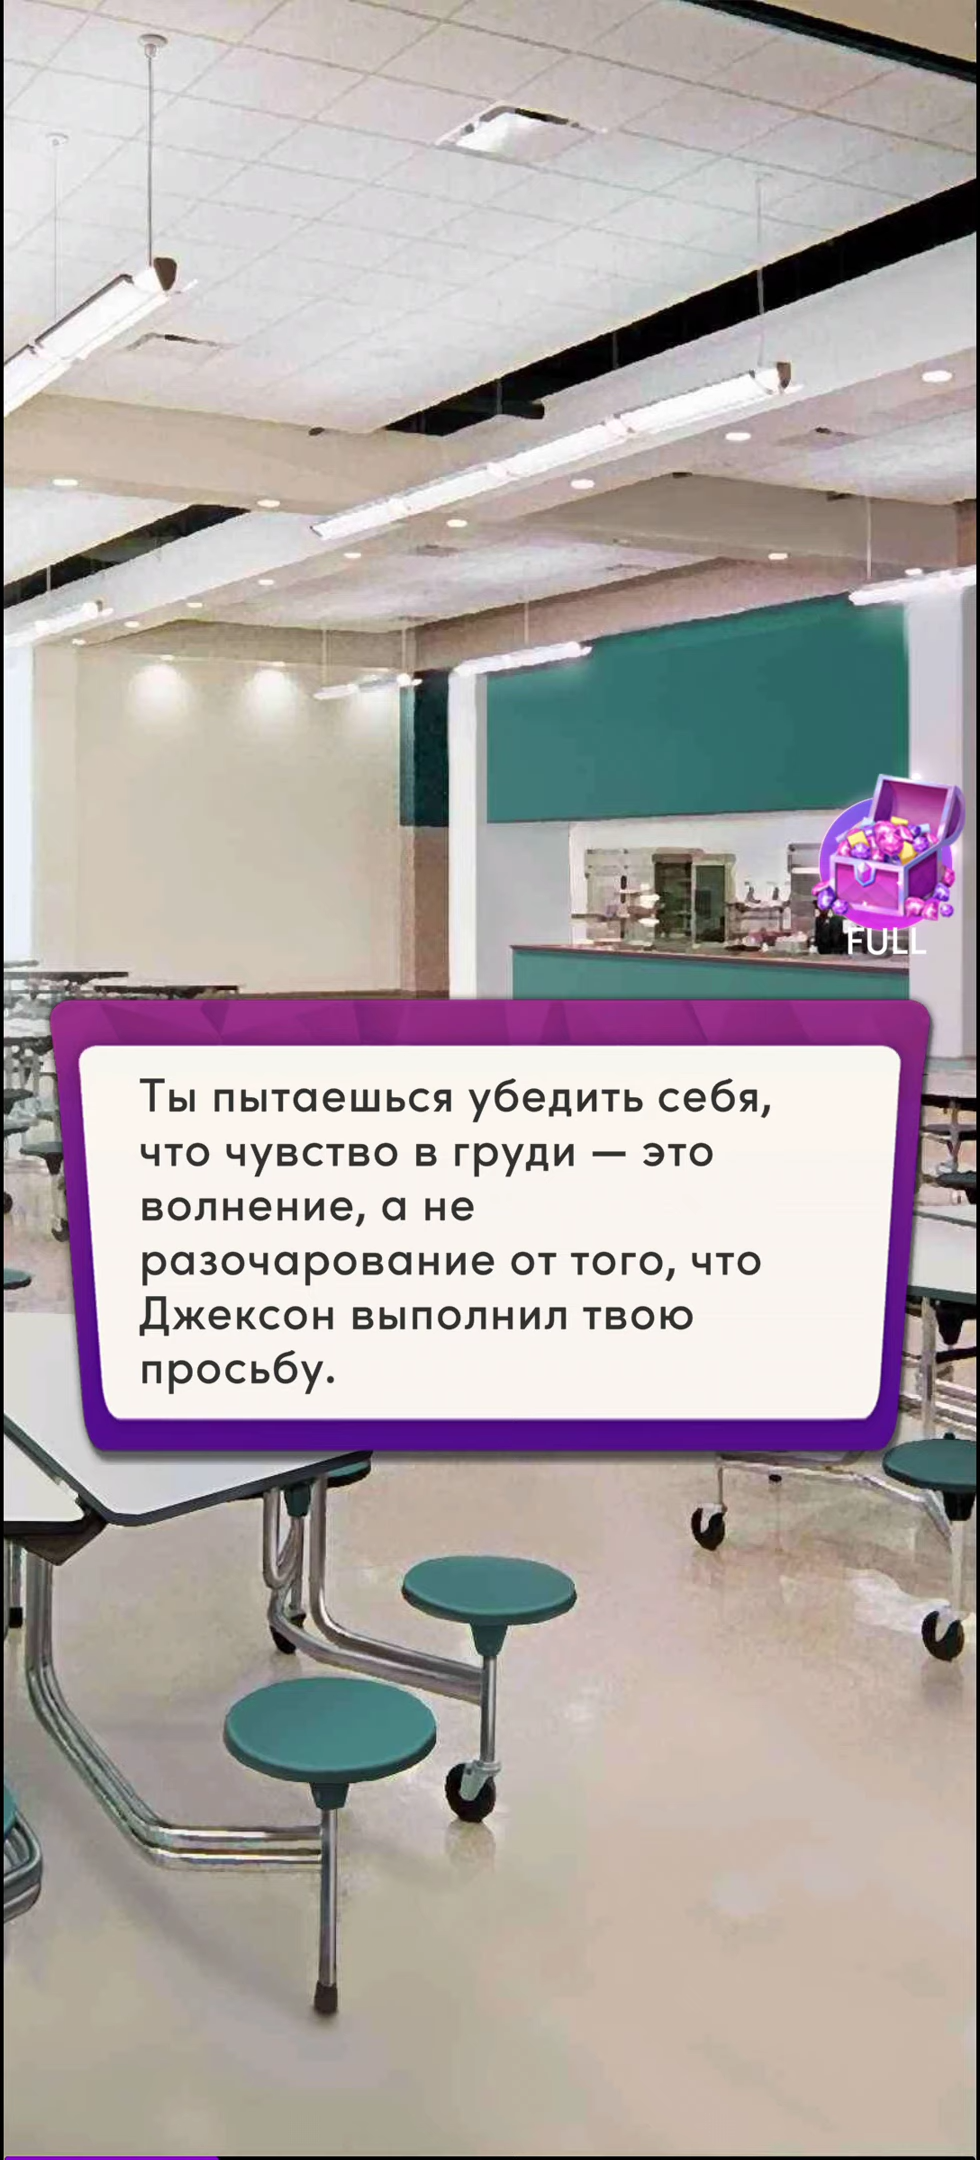 FULL
Ты пытаешься убедить себя,
что чувство в груди — это
волнение, а не
разочарование от того, что
Джексон выполнил твою
просьбу.